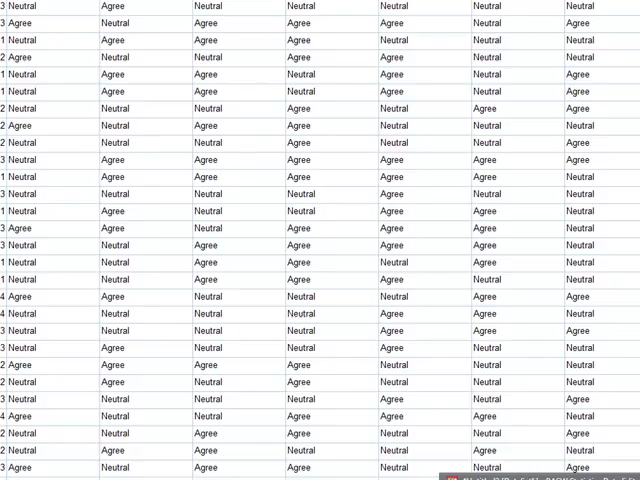 3 Neutral Agree Neutral Neutral Neutral Neutral Neutral
3 Agree Neutral Agree Agree Agree Neutral Agree
1 Neutral Agree Agree Agree Neutral Neutral Neutral
2 Agree Neutral Neutral Agree Agree Neutral Neutral
1 Neutral Agree Agree Neutral Agree Neutral Agree
1 Neutral Agree Agree Neutral Agree Neutral Agree
2 Neutral Neutral Neutral Agree Neutral Agree Agree
2 Agree Neutral Agree Agree Neutral Neutral Neutral
2 Neutral Neutral Neutral Agree Neutral Neutral Agree
3 Neutral Agree Agree Agree Agree Agree Agree
1 Neutral Agree Agree Agree Agree Agree Neutral
3 Neutral Neutral Neutral Neutral Agree Neutral Neutral
1 Neutral Agree Neutral Neutral Agree Agree Neutral
3 Agree Agree Neutral Agree Agree Agree Neutral
3 Neutral Neutral Agree Agree Agree Agree Neutral
1 Neutral Neutral Agree Agree Neutral Agree Neutral
1 Neutral Neutral Agree Agree Agree Neutral Neutral
4 Agree Agree Neutral Neutral Neutral Agree Agree
4 Neutral Neutral Neutral Neutral Agree Agree Neutral
3 Neutral Neutral Neutral Neutral Agree Agree Agree
3 Neutral Agree Neutral Neutral Agree Neutral Neutral
2 Agree Agree Agree Agree Neutral Neutral Neutral
2 Neutral Agree Neutral Agree Neutral Neutral Neutral
3 Neutral Neutral Neutral Neutral Agree Neutral Agree
4 Agree Neutral Neutral Agree Agree Agree Neutral
2 Neutral Neutral Agree Agree Neutral Neutral Agree
2 Neutral Agree Agree Neutral Neutral Agree Neutral
3 Agree Neutral Agree Agree Neutral Neutral Agree